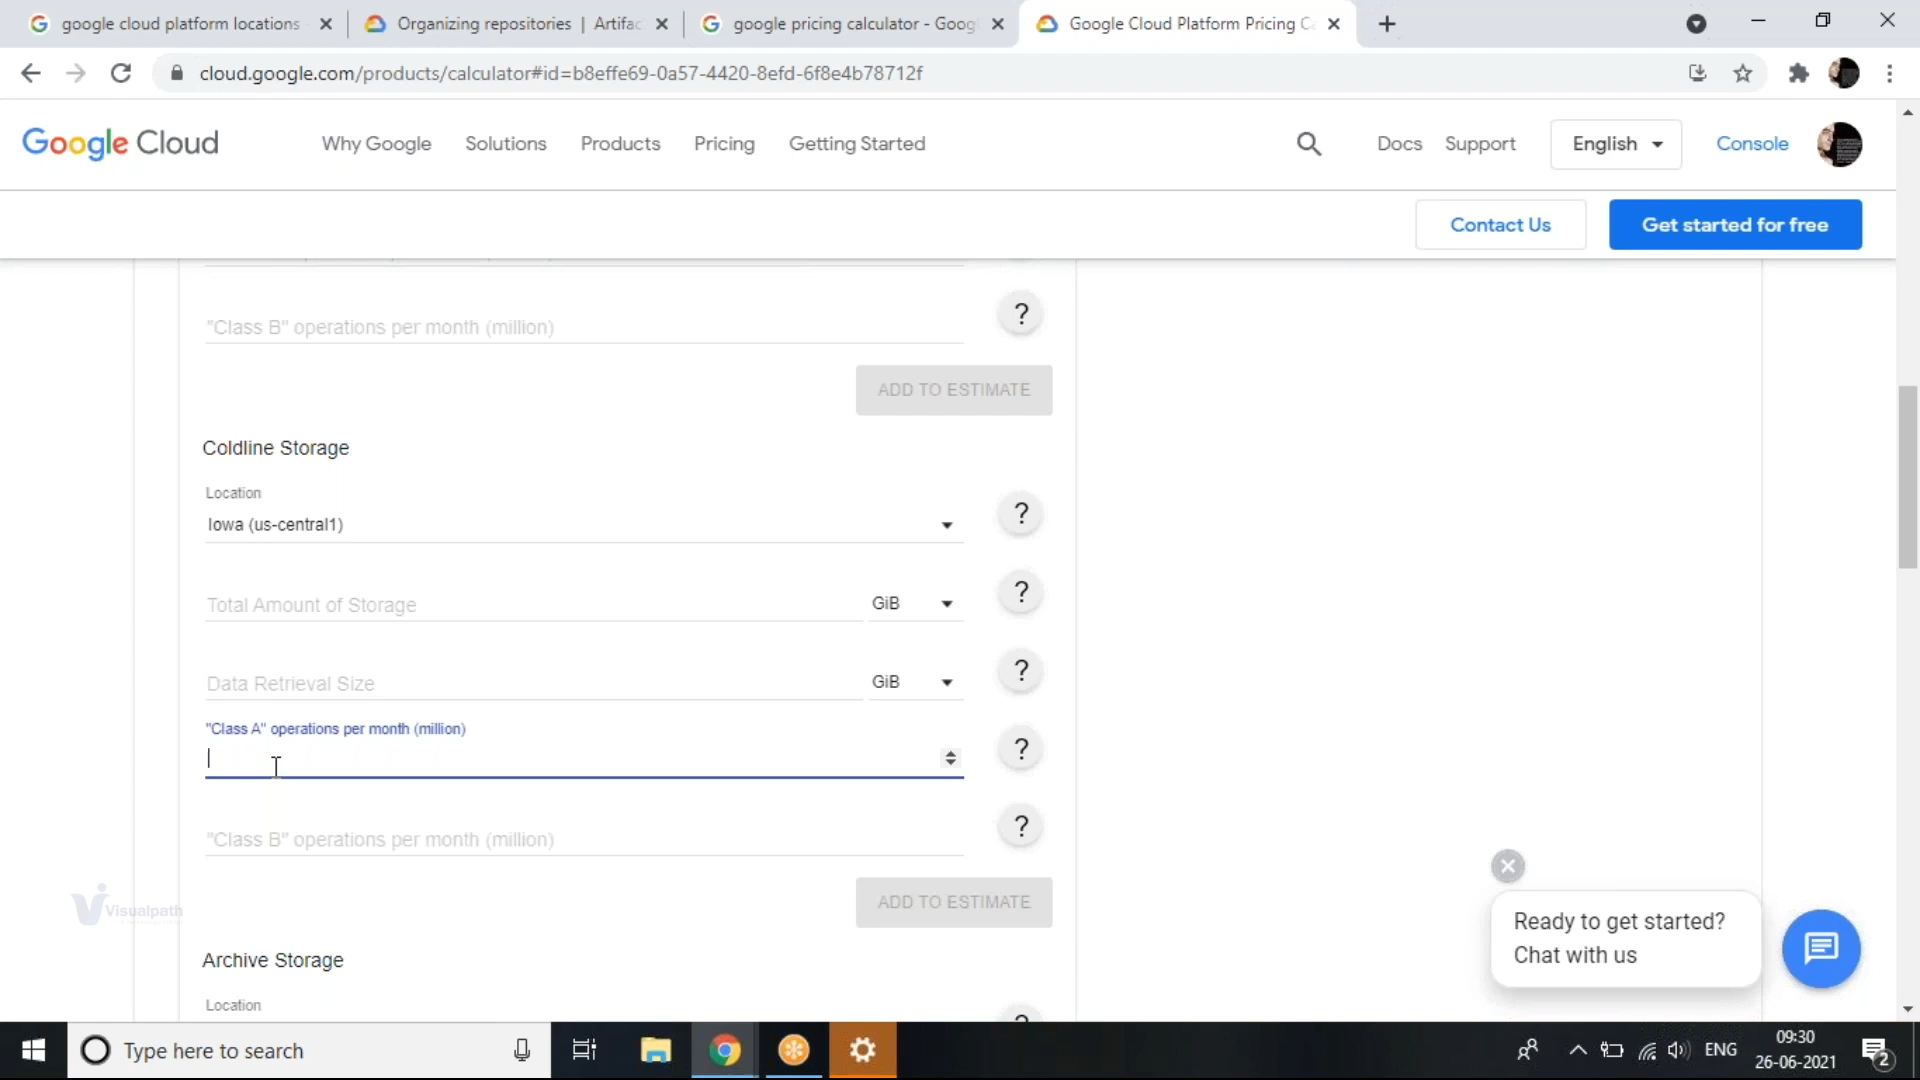 google cloud platform locations
Organizing repositories | Artifac
google pricing calculator - Goog
Google Cloud Platform Pricing Ca
cloud.google.com/products/calculator#id=b8effe69-0a57-4420-8efd-6f8e4b78712f
Google Cloud
Why Google
Solutions
Products
Pricing
Getting Started
Docs
Support
English
Console
Contact Us
Get started for free
"Class B" operations per month (million)
?
ADD TO ESTIMATE
Coldline Storage
Location
Iowa (us-central1)
?
Total Amount of Storage
GiB
?
Data Retrieval Size
GiB
?
"Class A" operations per month (million)
?
"Class B" operations per month (million)
?
ADD TO ESTIMATE
Visualpath
Archive Storage
Location
?
Ready to get started?
Chat with us
Type here to search
ENG
09:30
26-06-2021
2